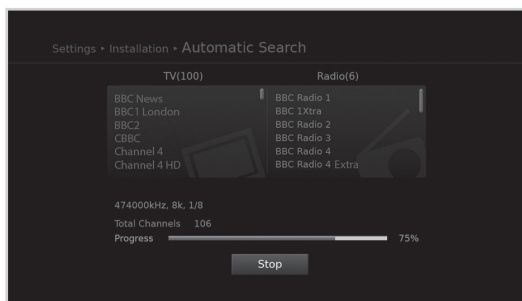 Settings ▸ Installation ▸ Automatic Search
TV(100)
BBC News
BBC1 London
BBC2
CBBC
Channel 4
Channel 4 HD
Radio(6)
BBC Radio 1
BBC 1Xtra
BBC Radio 2
BBC Radio 3
BBC Radio 4
BBC Radio 4 Extra
474000kHz, 8k, 1/8
Total Channels 106
Progress 75%
Stop